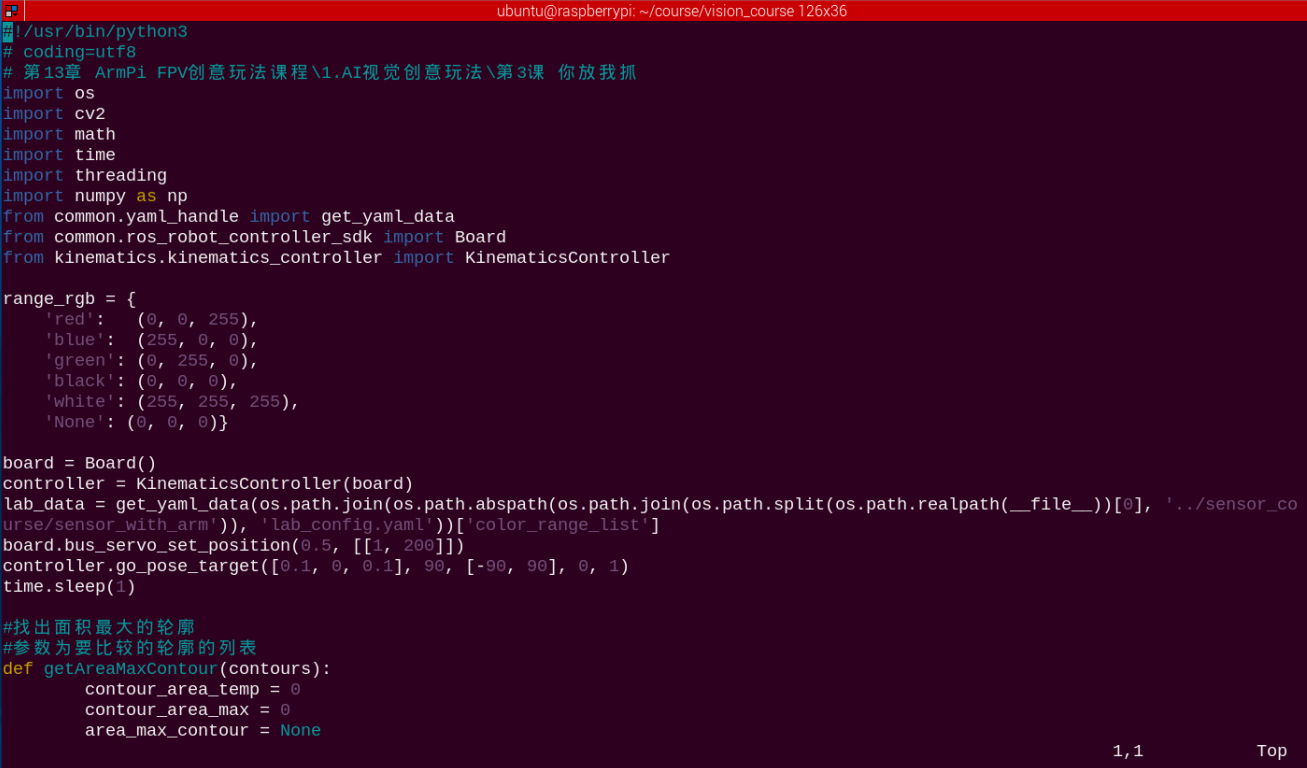 ubuntu@raspberrypi: ~/course/vision_course 126x36
#!/usr/bin/python3
# coding=utf8
# 第13章 ArmPi FPV创意玩法课程\1.AI视觉创意玩法\第3课 你放我抓
import os
import cv2
import math
import time
import threading
import numpy as np
from common.yaml_handle import get_yaml_data
from common.ros_robot_controller_sdk import Board
from kinematics.kinematics_controller import KinematicsController

range_rgb = {
    'red':   (0, 0, 255),
    'blue':  (255, 0, 0),
    'green': (0, 255, 0),
    'black': (0, 0, 0),
    'white': (255, 255, 255),
    'None': (0, 0, 0)}

board = Board()
controller = KinematicsController(board)
lab_data = get_yaml_data(os.path.join(os.path.abspath(os.path.join(os.path.split(os.path.realpath(__file__))[0], '../sensor_co
urse/sensor_with_arm')), 'lab_config.yaml'))['color_range_list']
board.bus_servo_set_position(0.5, [[1, 200]])
controller.go_pose_target([0.1, 0, 0.1], 90, [-90, 90], 0, 1)
time.sleep(1)

#找出面积最大的轮廓
#参数为要比较的轮廓的列表
def getAreaMaxContour(contours):
        contour_area_temp = 0
        contour_area_max = 0
        area_max_contour = None
1,1 Top